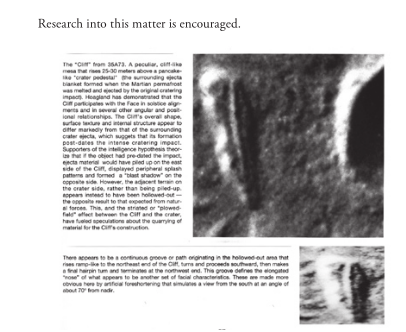 Research into this matter is encouraged.
The "Cliff" from 35A73. A peculiar, cliff-like
mesa that rises 25-30 meters above a pancake-
like "crater pedestal" (the surrounding ejecta
blanket formed when the Martian permafrost
was melted and ejected by the original cratering
impact). Hoagland has demonstrated that the
Cliff participates with the Face in solstice align-
ments and in several other angular and posit-
ional relationships. The Cliff's overall shape,
surface texture and internal structure appear to
differ markedly from that of the surrounding
crater ejecta, which suggests that its formation
post-dates the intense cratering impact.
Supporters of the intelligence hypothesis theor-
ize that if the object had pre-dated the impact,
ejecta material would have piled up on the east
side of the Cliff, displayed peripheral splash
patterns and formed a "blast shadow" on the
opposite side. However, the adjacent terrain on
the crater side, rather than being piled-up,
appears instead to have been hollowed-out —
the opposite result to that expected from natur-
al forces. This, and the striated or "plowed-
field" effect between the Cliff and the crater,
have fueled speculations about the quarrying of
material for the Cliff's construction.
There appears to be a continuous groove or path originating in the hollowed-out area that
rises ramp-like to the northeast end of the Cliff, turns and proceeds southward, then makes
a final hairpin turn and terminates at the northwest end. This groove defines the elongated
"nose" of what appears to be another set of facial characteristics. These are made more
obvious here by artificial foreshortening that simulates a view from the south at an angle of
about 70° from nadir.